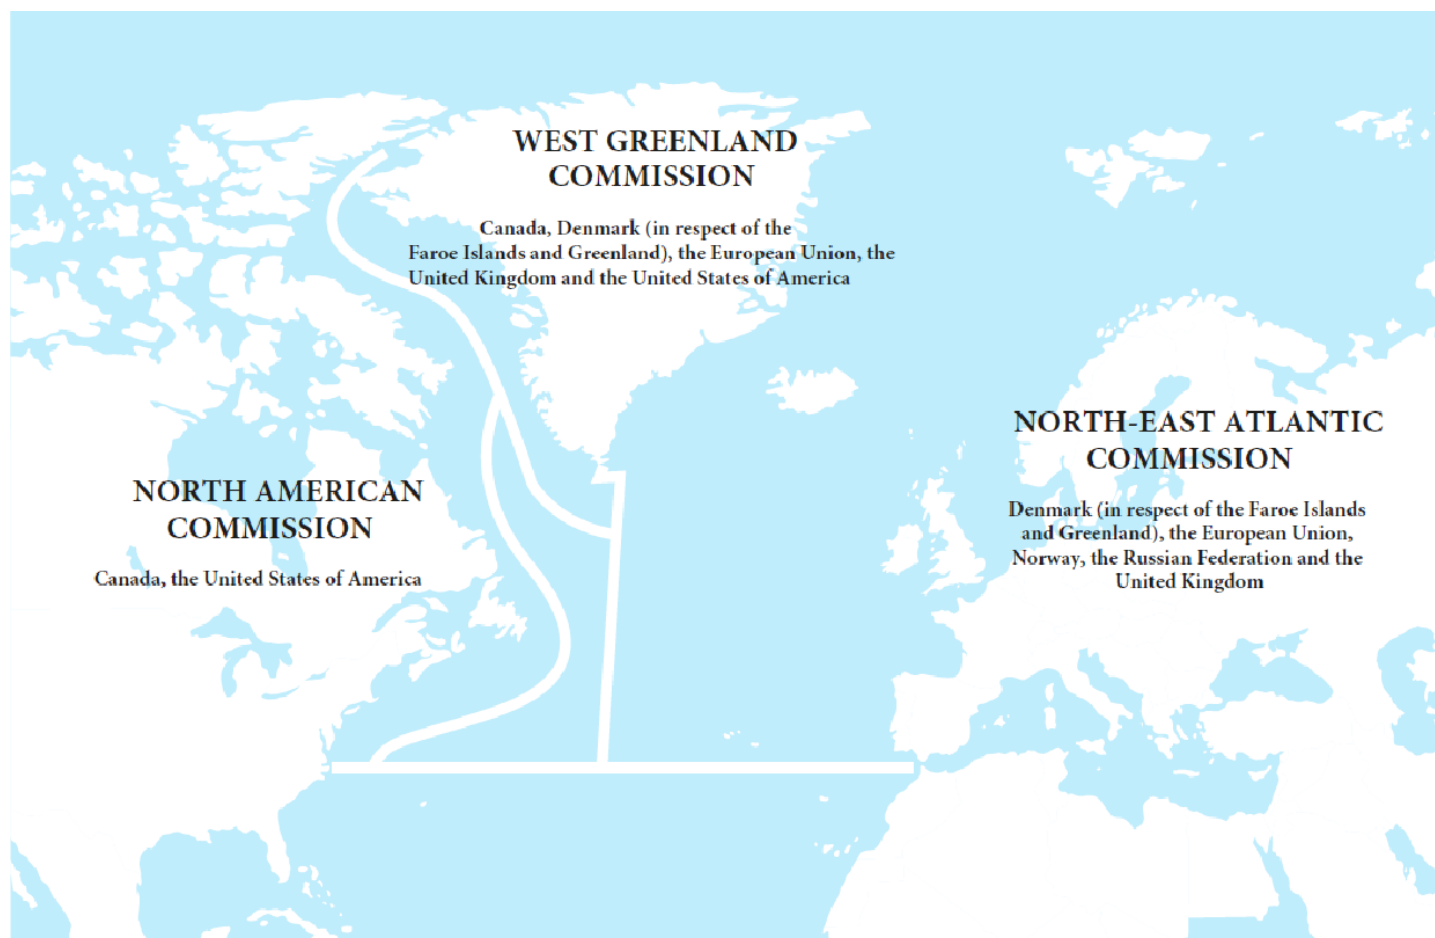 WEST GREENLAND
COMMISSION
Canada, Denmark (in respect of the
Faroe Islands and Greenland), the European Union, the
United Kingdom and the United States of America
NORTH AMERICAN
COMMISSION
Canada, the United States of America
NORTH-EAST ATLANTIC
COMMISSION
Denmark (in respect of the Faroe Islands
and Greenland), the European Union,
Norway, the Russian Federation and the
United Kingdom